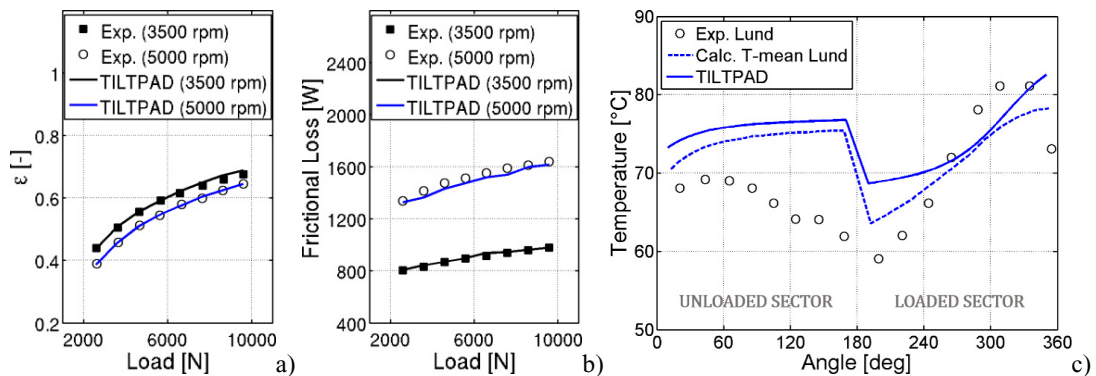 Exp. (3500 rpm)
Exp. (5000 rpm)
TILTPAD (3500 rpm)
TILTPAD (5000 rpm)
1
0.8
0.6
0.4
0.2
ε [-]
2000
6000
10000
Load [N]
a)
Exp. (3500 rpm)
Exp. (5000 rpm)
TILTPAD (3500 rpm)
TILTPAD (5000 rpm)
2400
2000
1600
1200
800
400
Frictional Loss [W]
2000
6000
10000
Load [N]
b)
Exp. Lund
Calc. T-mean Lund
TILTPAD
90
80
70
60
50
Temperature [°C]
UNLOADED SECTOR
LOADED SECTOR
0
60
120
180
240
300
360
Angle [deg]
c)